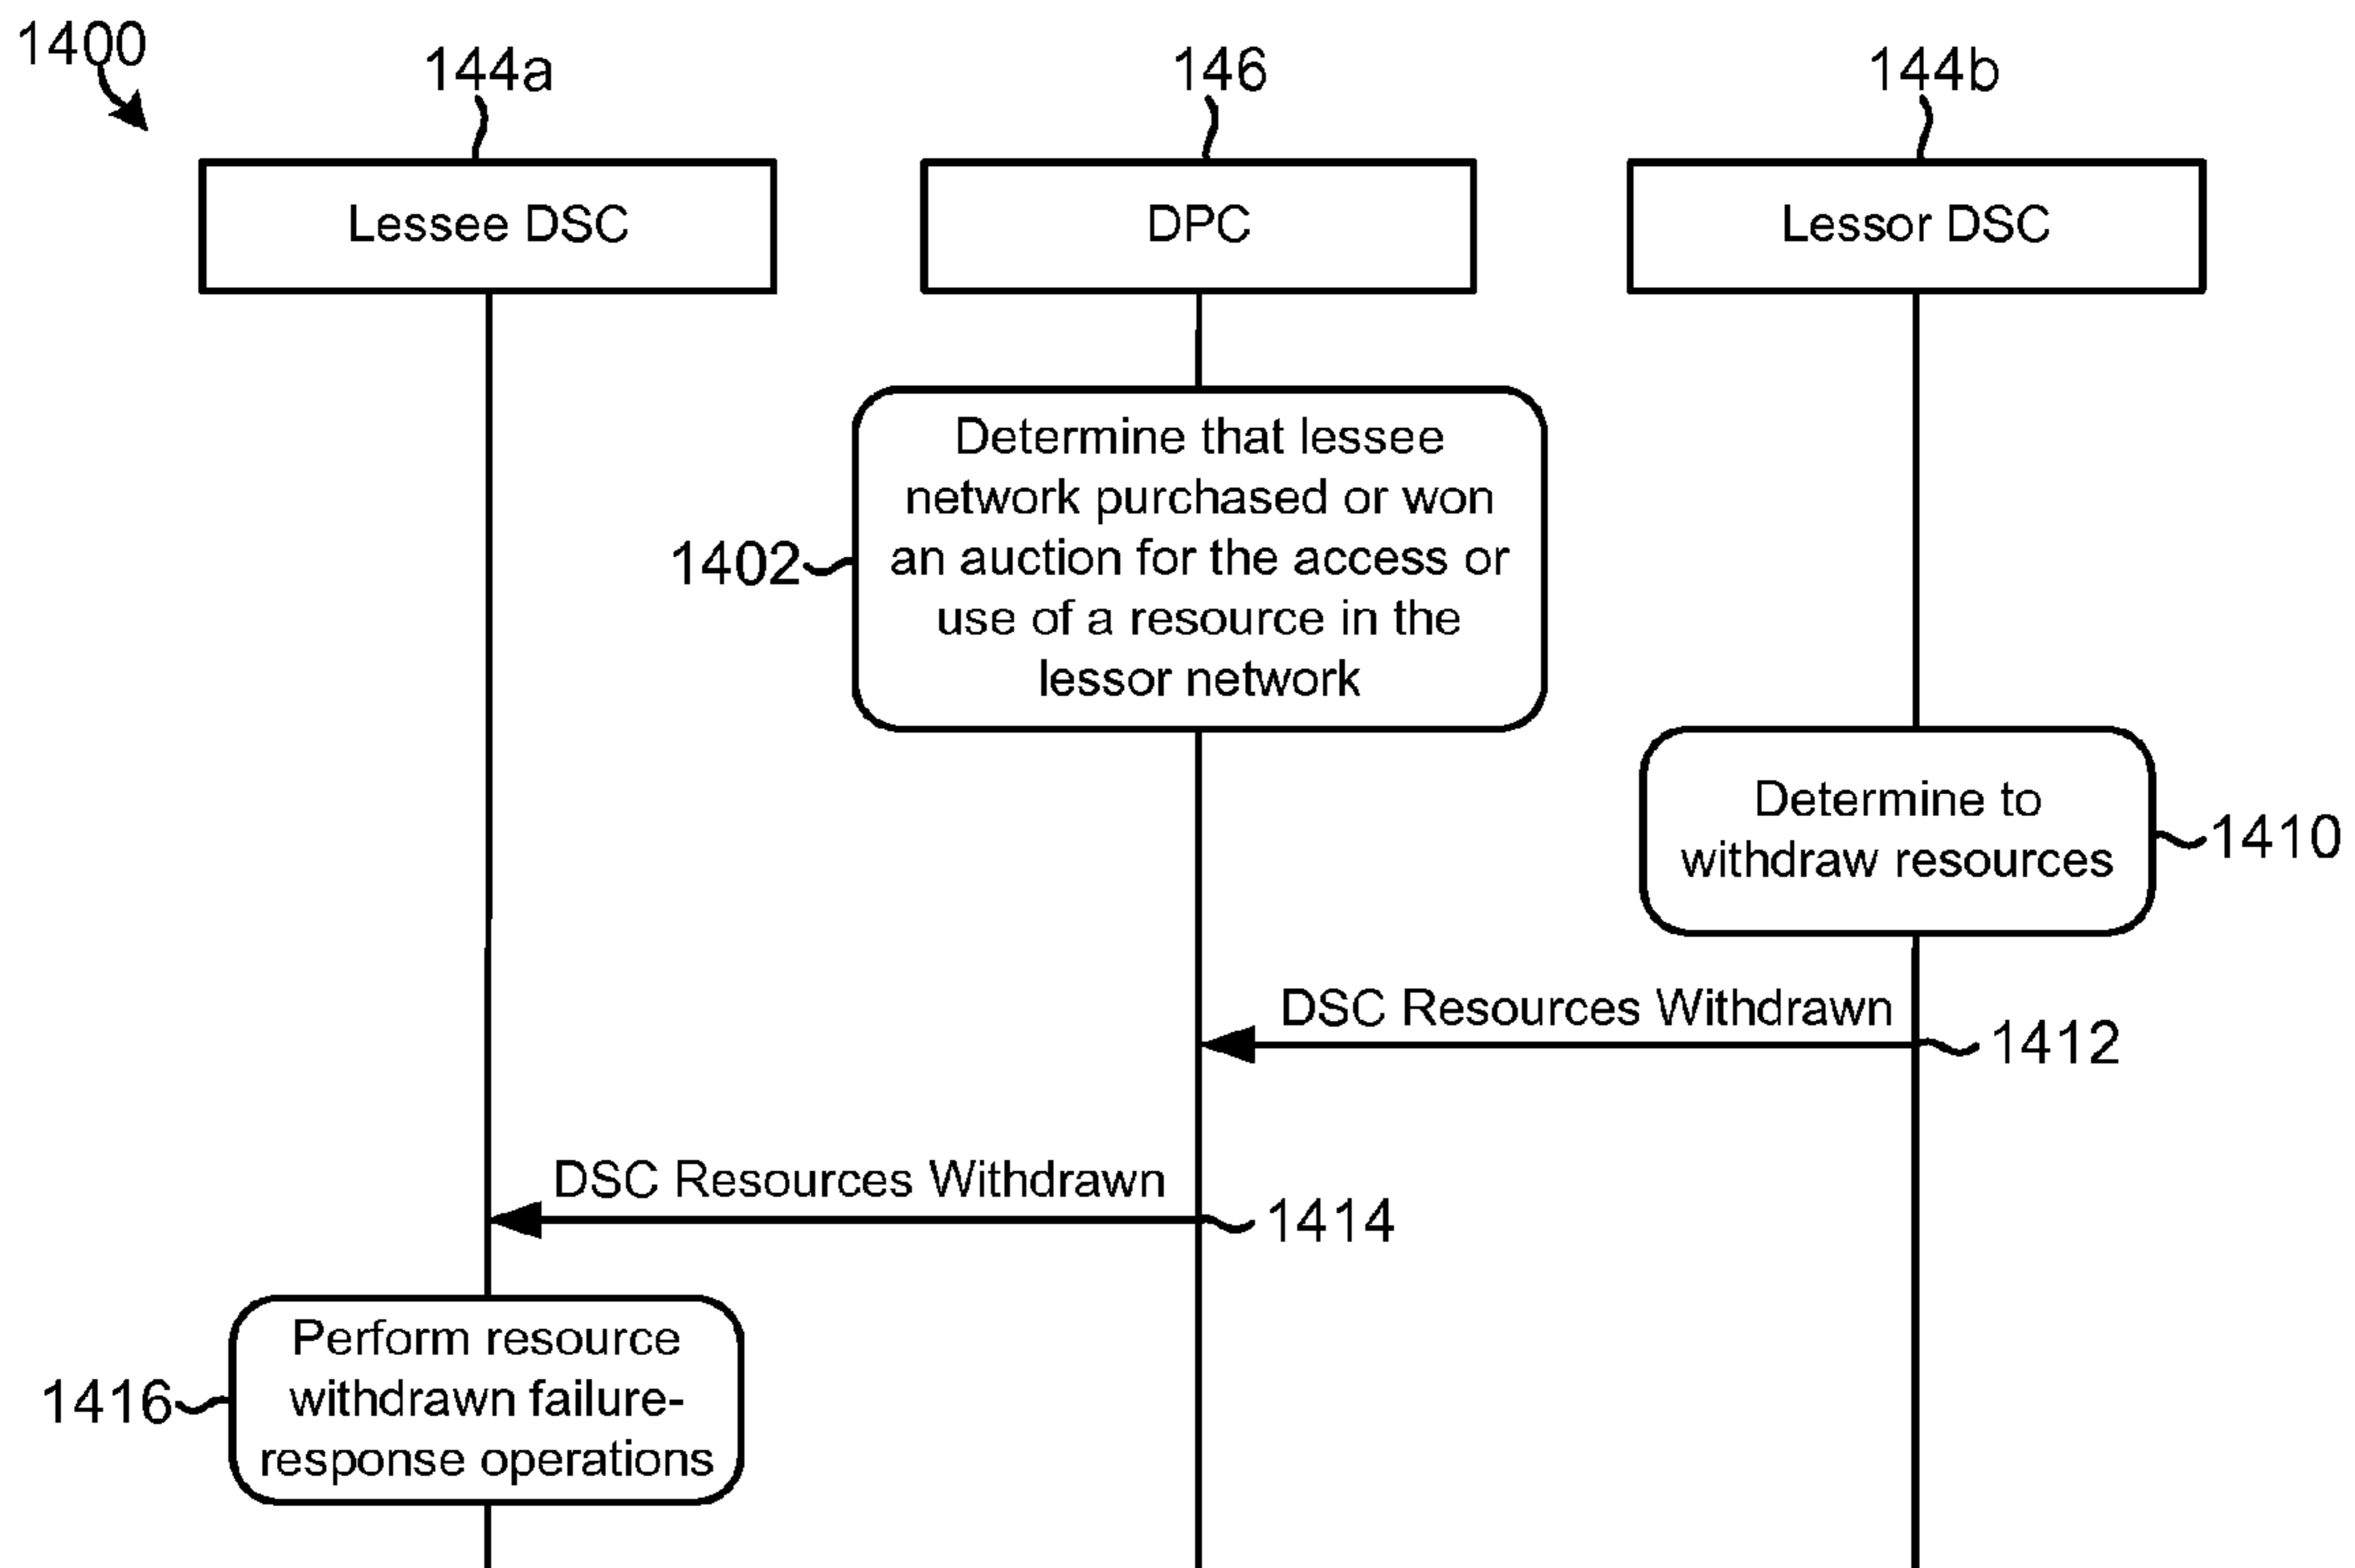 1400
144a
146
144b
Lessee DSC
DPC
Lessor DSC
Determine that lessee
network purchased or won
an auction for the access or
use of a resource in the
lessor network
1402
Determine to
withdraw resources
1410
DSC Resources Withdrawn
1412
DSC Resources Withdrawn
1414
Perform resource
withdrawn failure-
response operations
1416